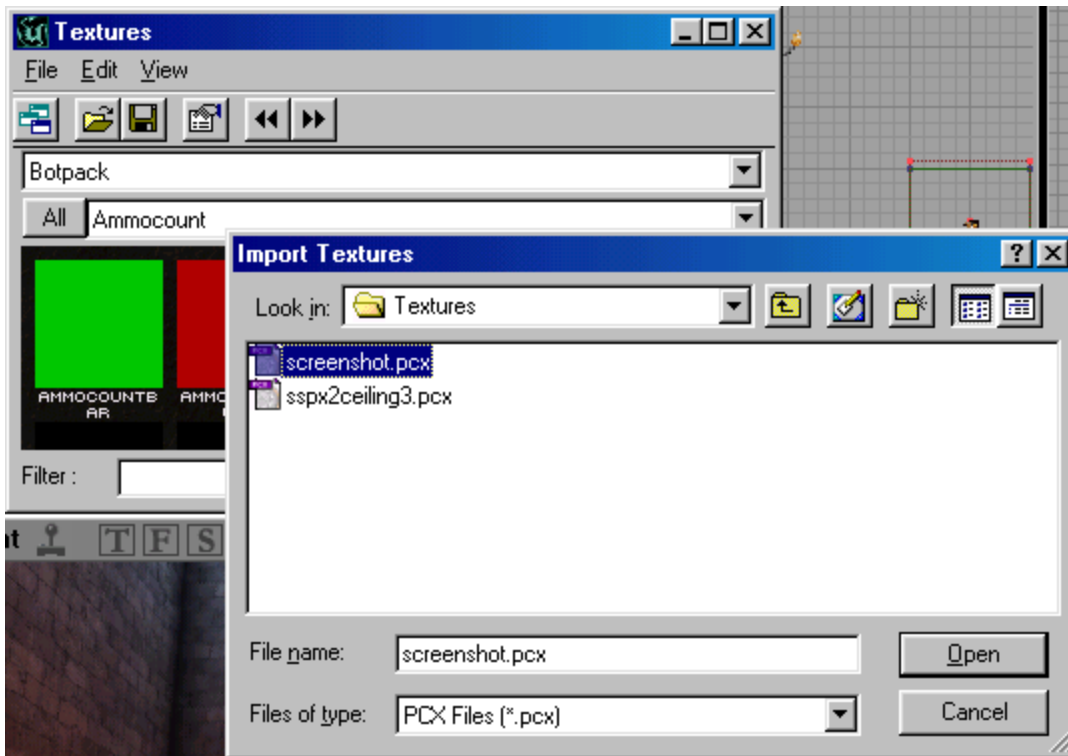 Textures
File Edit View
Botpack
All Ammocount
AMMOCOUNTB
AR
Filter :
T F S
Import Textures
Look in: Textures
screenshot.pcx
sspx2ceiling3.pcx
File name: screenshot.pcx Open
Files of type: PCX Files (*.pcx) Cancel